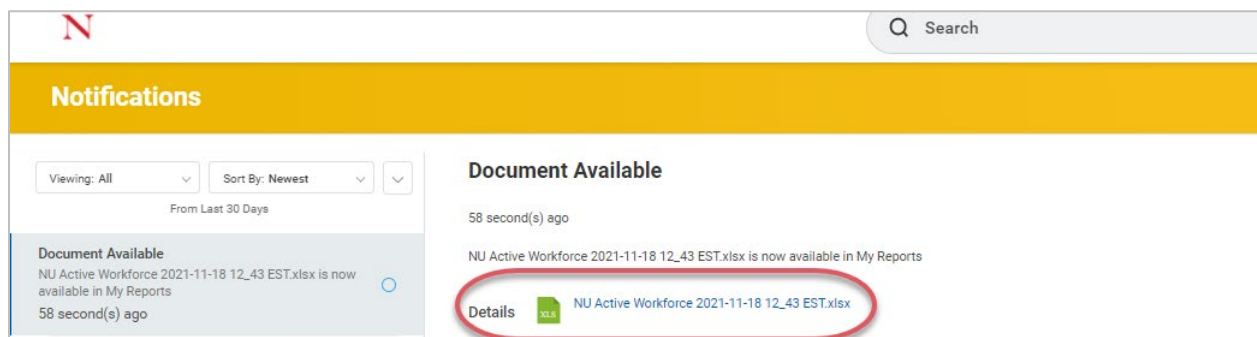 N
Search
Notifications
Viewing: All
Sort By: Newest
From Last 30 Days
Document Available
NU Active Workforce 2021-11-18 12_43 EST.xlsx is now
available in My Reports
58 second(s) ago
Document Available
58 second(s) ago
NU Active Workforce 2021-11-18 12_43 EST.xlsx is now available in My Reports
Details XLS NU Active Workforce 2021-11-18 12_43 EST.xlsx